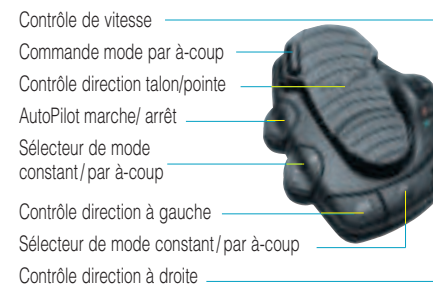 Contrôle de vitesse
Commande mode par à-coup
Contrôle direction talon/pointe
AutoPilot marche/ arrêt
Sélecteur de mode
constant/par à-coup
Contrôle direction à gauche
Sélecteur de mode constant/par à-coup
Contrôle direction à droite